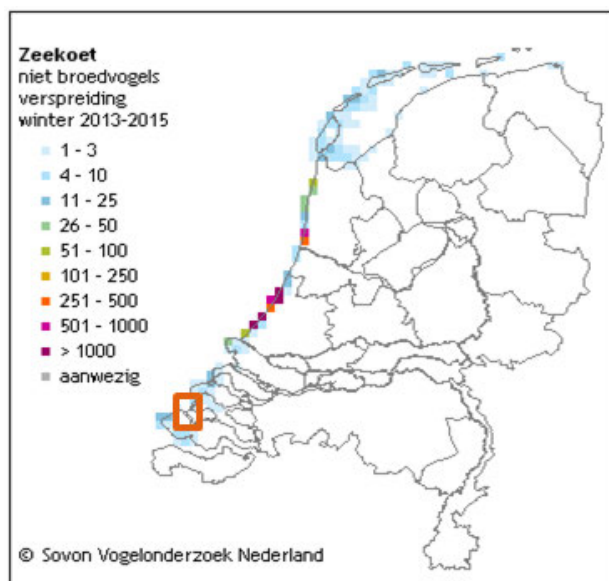 Zeekoet
niet broedvogels
verspreiding
winter 2013-2015
1 - 3
4 - 10
11 - 25
26 - 50
51 - 100
101 - 250
251 - 500
501 - 1000
> 1000
aanwezig
© Sovon Vogelonderzoek Nederland